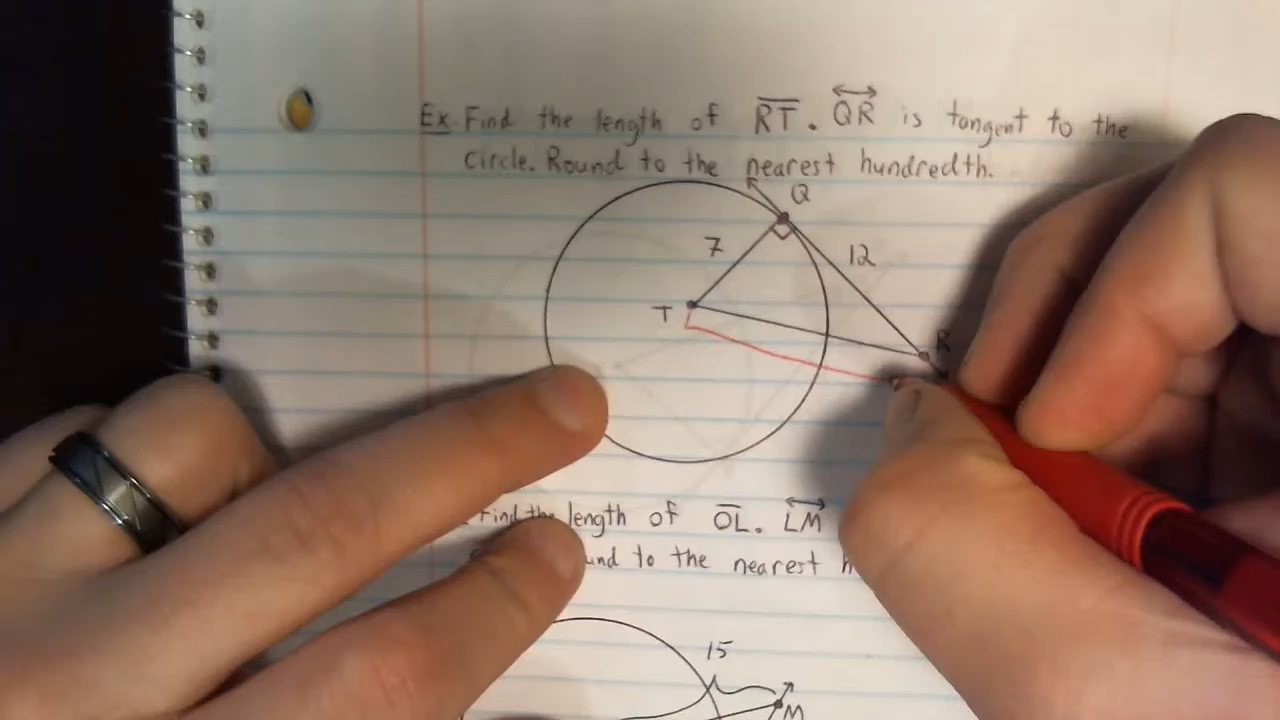 Ex. Find the length of RT. QR is tangent to the
circle. Round to the nearest hundredth.
Q
7
12
T
R
Find the length of OL. LM
to the nearest
15
M